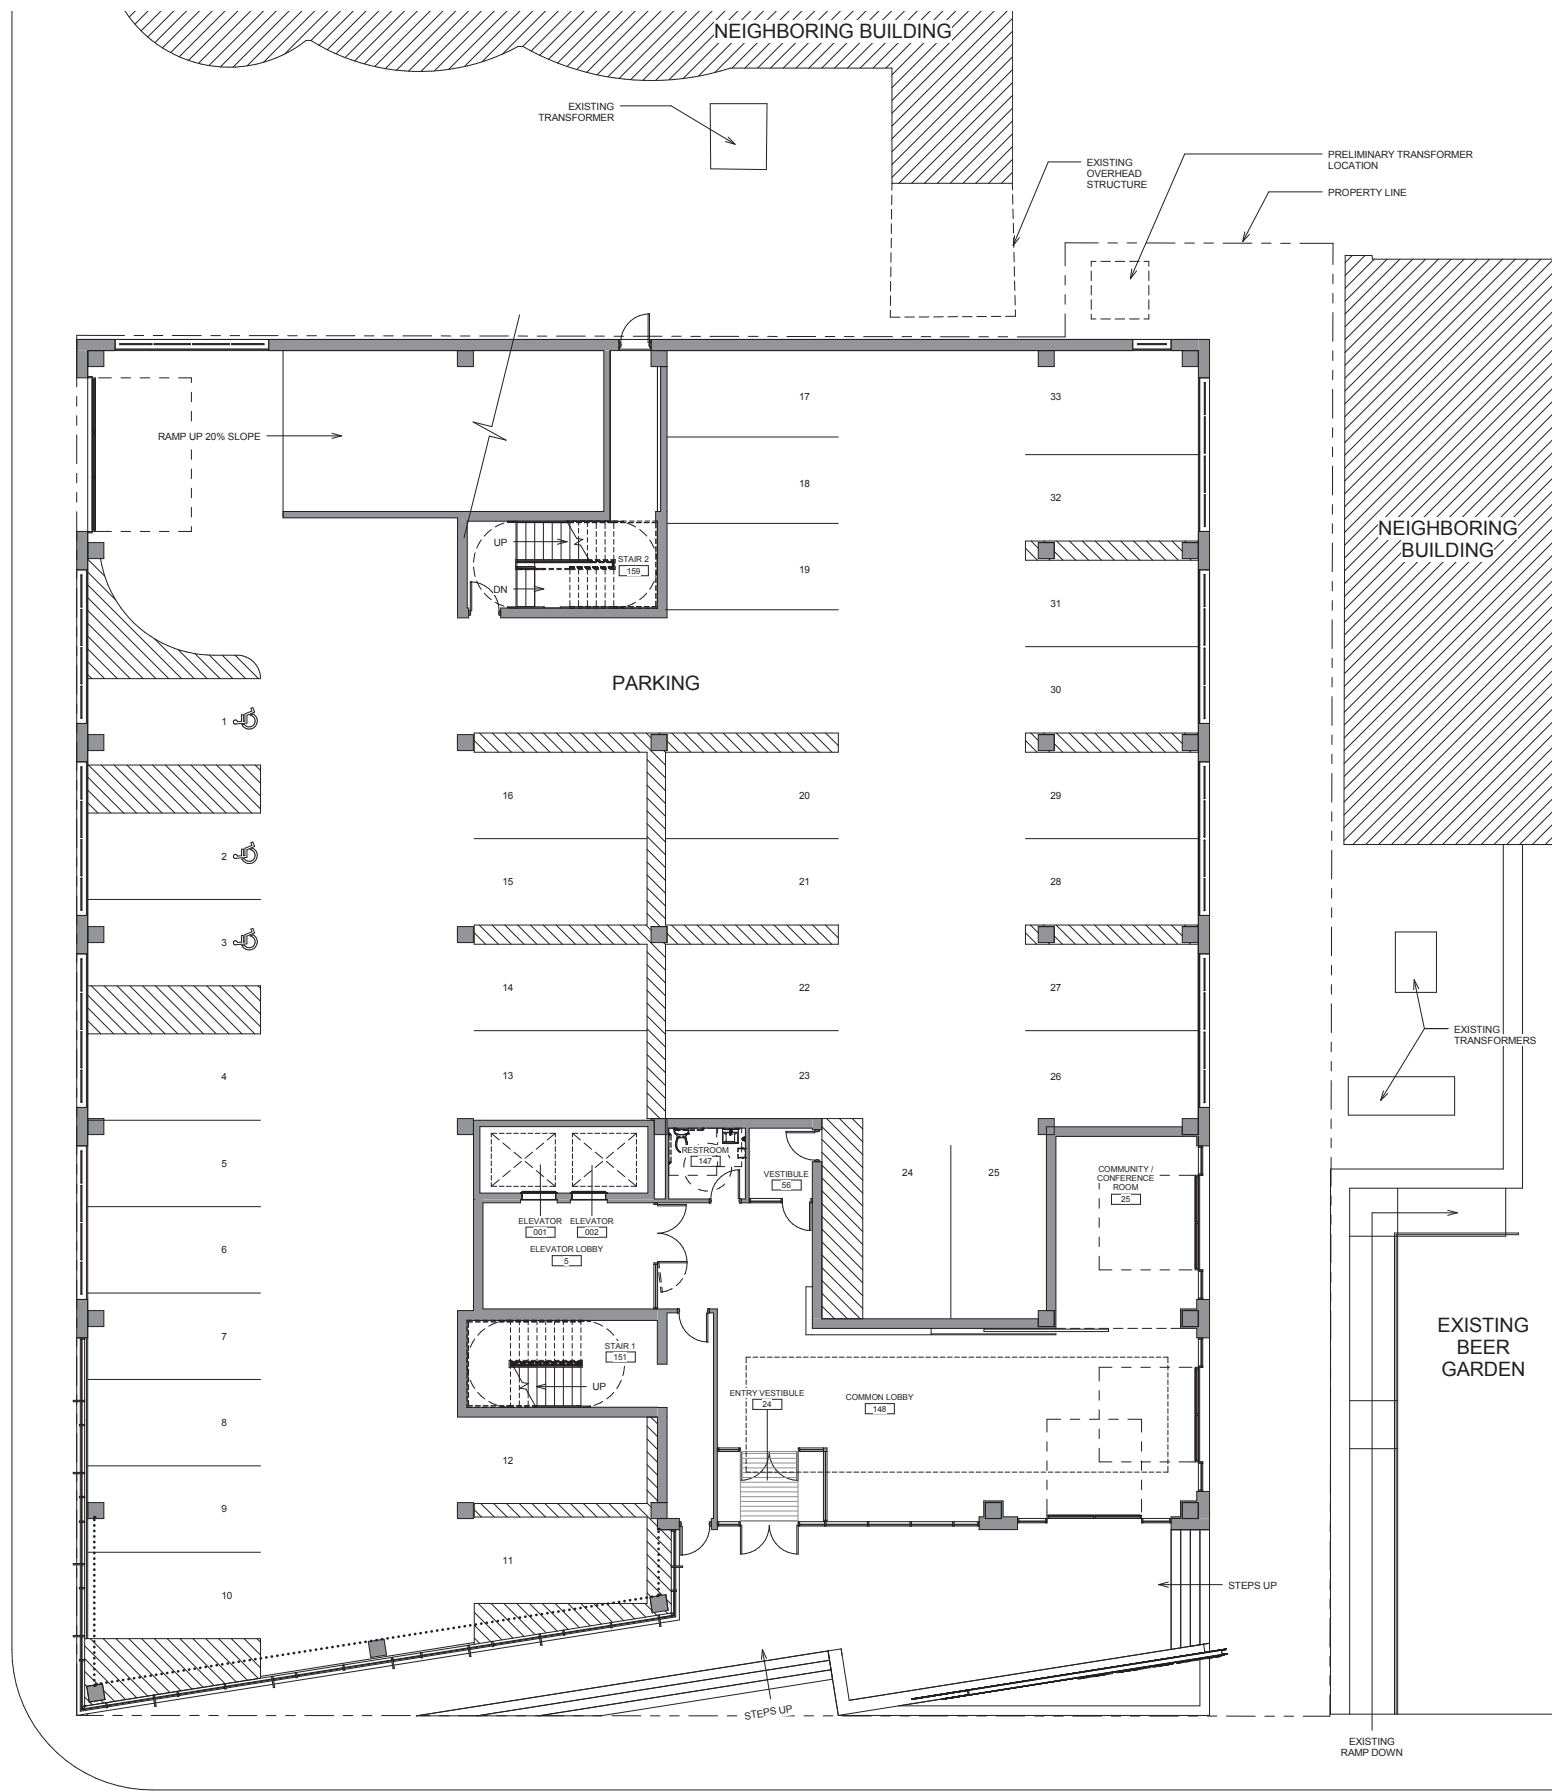 NEIGHBORING BUILDING
EXISTING
TRANSFORMER
EXISTING
OVERHEAD
STRUCTURE
PRELIMINARY TRANSFORMER
LOCATION
PROPERTY LINE
17
33
RAMP UP 20% SLOPE
18
32
NEIGHBORING
BUILDING
UP
STAIR 2
159
19
DN
31
PARKING
30
1
16
20
29
2
15
21
28
3
14
22
27
EXISTING
TRANSFORMERS
4
13
23
26
5
RESTROOM
147
VESTIBULE
56
24
25
COMMUNITY /
CONFERENCE
ROOM
25
ELEVATOR
001
ELEVATOR
002
ELEVATOR LOBBY
5
6
7
STAIR 1
151
UP
EXISTING
BEER
GARDEN
ENTRY VESTIBULE
24
COMMON LOBBY
148
8
12
9
11
10
STEPS UP
STEPS UP
EXISTING
RAMP DOWN